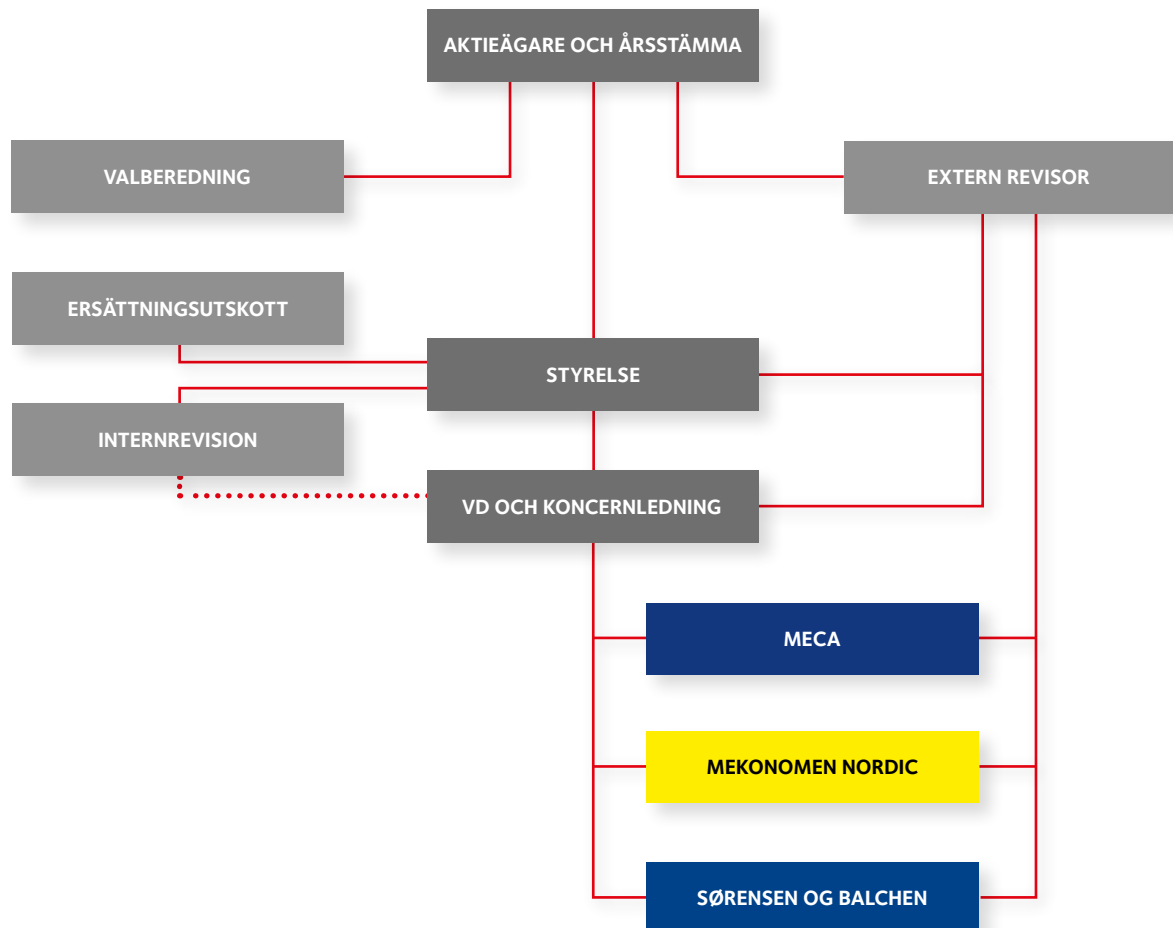 AKTIEÄGARE OCH ÅRSSTÄMMA
VALBEREDNING
EXTERN REVISOR
ERSÄTTNINGSUTSKOTT
STYRELSE
INTERNREVISION
VD OCH KONCERNLEDNING
MECA
MEKONOMEN NORDIC
SØRENSEN OG BALCHEN